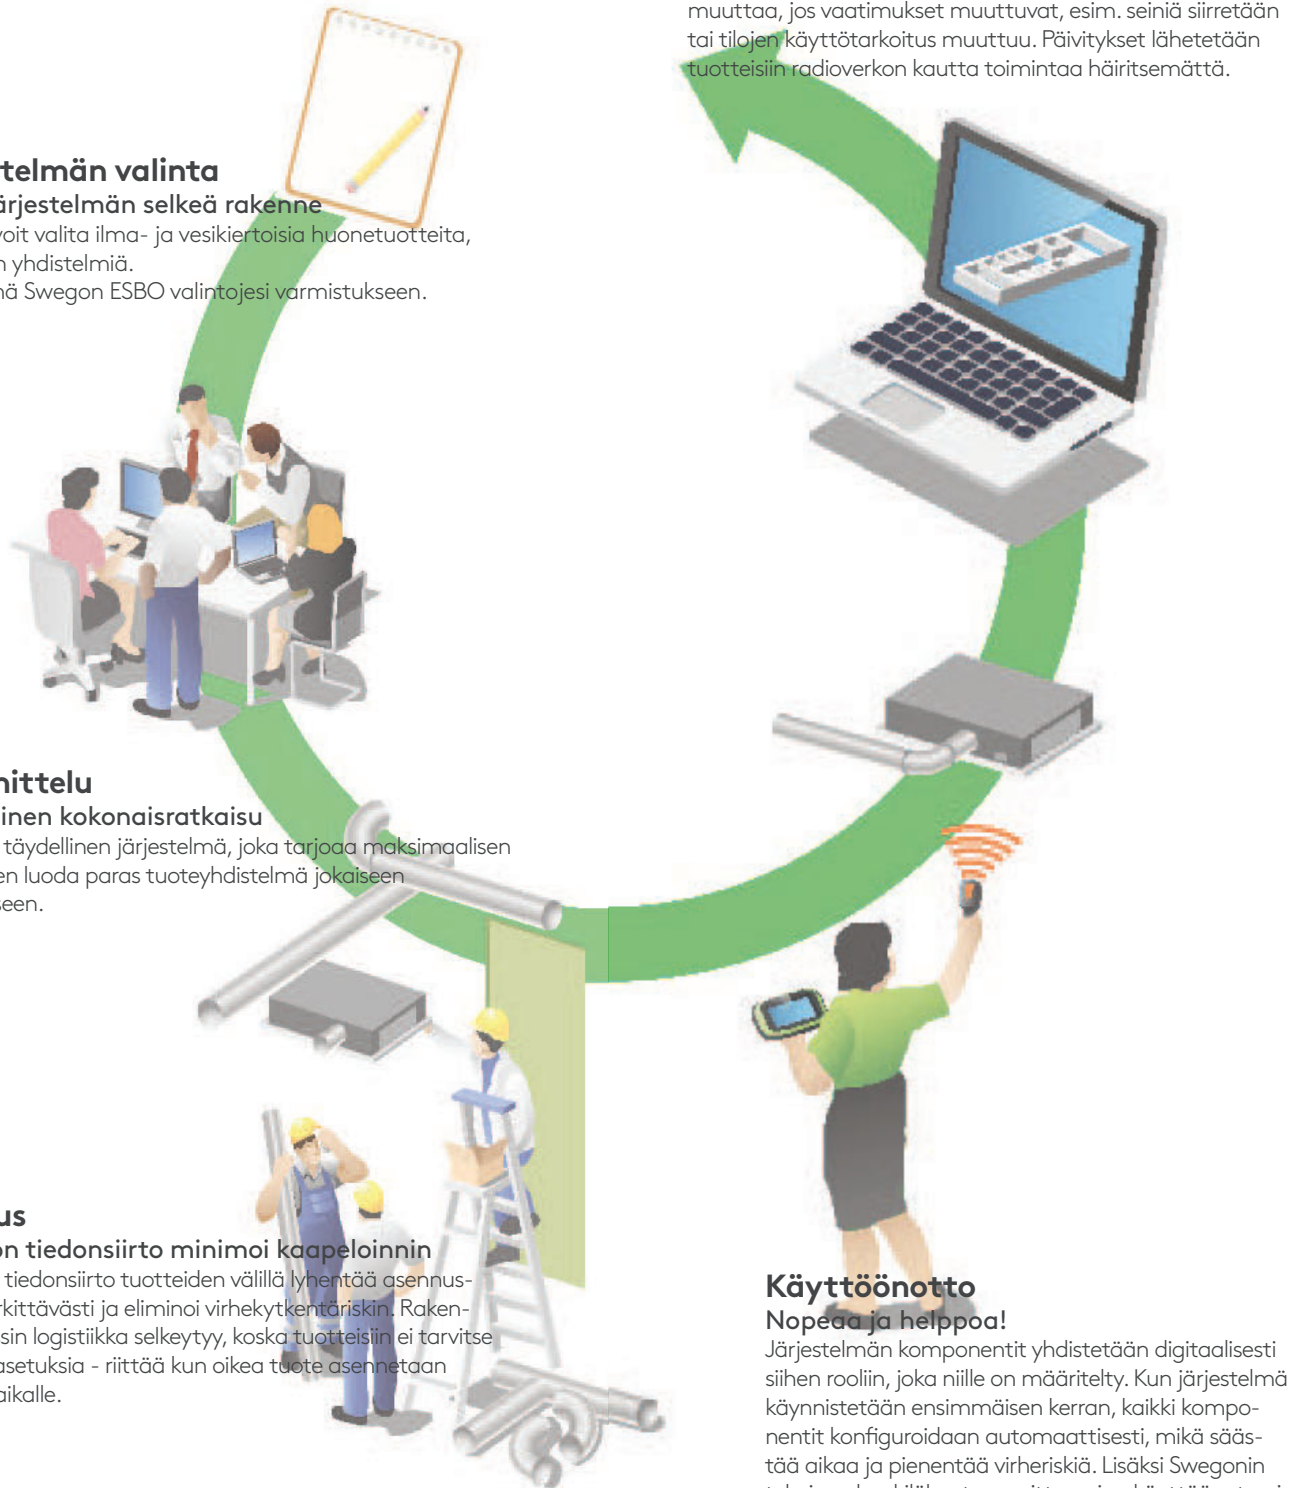 muuttaa, jos vaatimukset muuttuvat, esim. seiniä siirretään
tai tilojen käyttötarkoitus muuttuu. Päivitykset lähetetään
tuotteisiin radioverkon kautta toimintaa häiritsemättä.
telmän valinta
ärjestelmän selkeä rakenne
voit valita ilma- ja vesikiertoisia huonetuotteita,
n yhdistelmiä.
nä Swegon ESBO valintojesi varmistukseen.
nittelu
inen kokonaisratkaisu
täydellinen järjestelmä, joka tarjoaa maksimaalisen
en luoda paras tuoteyhdistelmä jokaiseen
seen.
us
on tiedonsiirto minimoi kaapeloinnin
tiedonsiirto tuotteiden välillä lyhentää asennus-
rkittävästi ja eliminoi virhekytkentäriskin. Raken-
sin logistiikka selkeytyy, koska tuotteisiin ei tarvitse
asetuksia - riittää kun oikea tuote asennetaan
aikalle.
Käyttöönotto
Nopeaa ja helppoa!
Järjestelmän komponentit yhdistetään digitaalisesti
siihen rooliin, joka niille on määritelty. Kun järjestelmä
käynnistetään ensimmäisen kerran, kaikki kompo-
nentit konfiguroidaan automaattisesti, mikä sääs-
tää aikaa ja pienentää virheriskiä. Lisäksi Swegonin